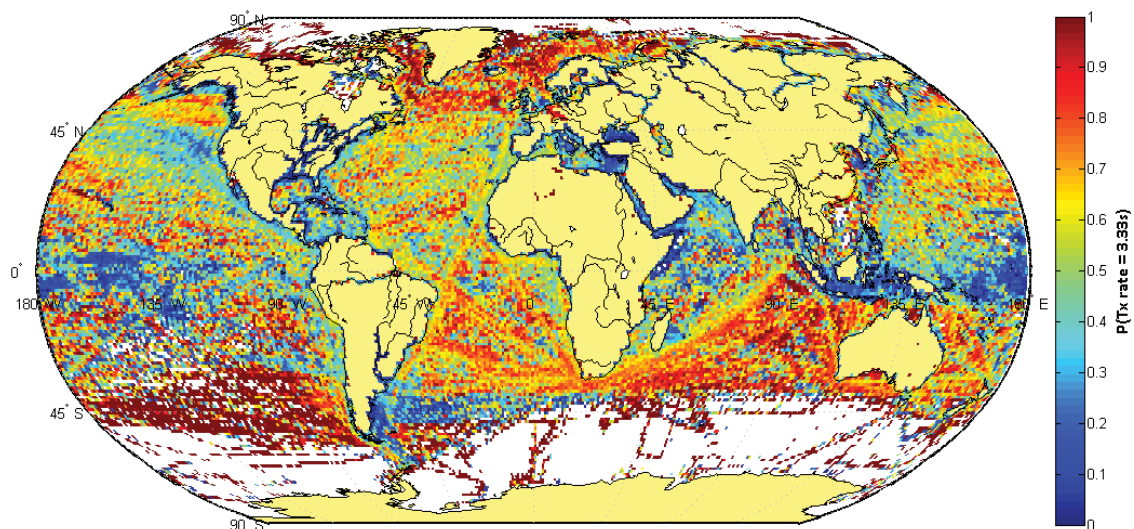 90° N
45° N
0°
180° W
135° W
90° W
45° W
0
45° E
90° E
135° E
180° E
45° S
90° S
1
0.9
0.8
0.7
0.6
0.5
0.4
0.3
0.2
0.1
0
P(Tx rate = 3.33s)